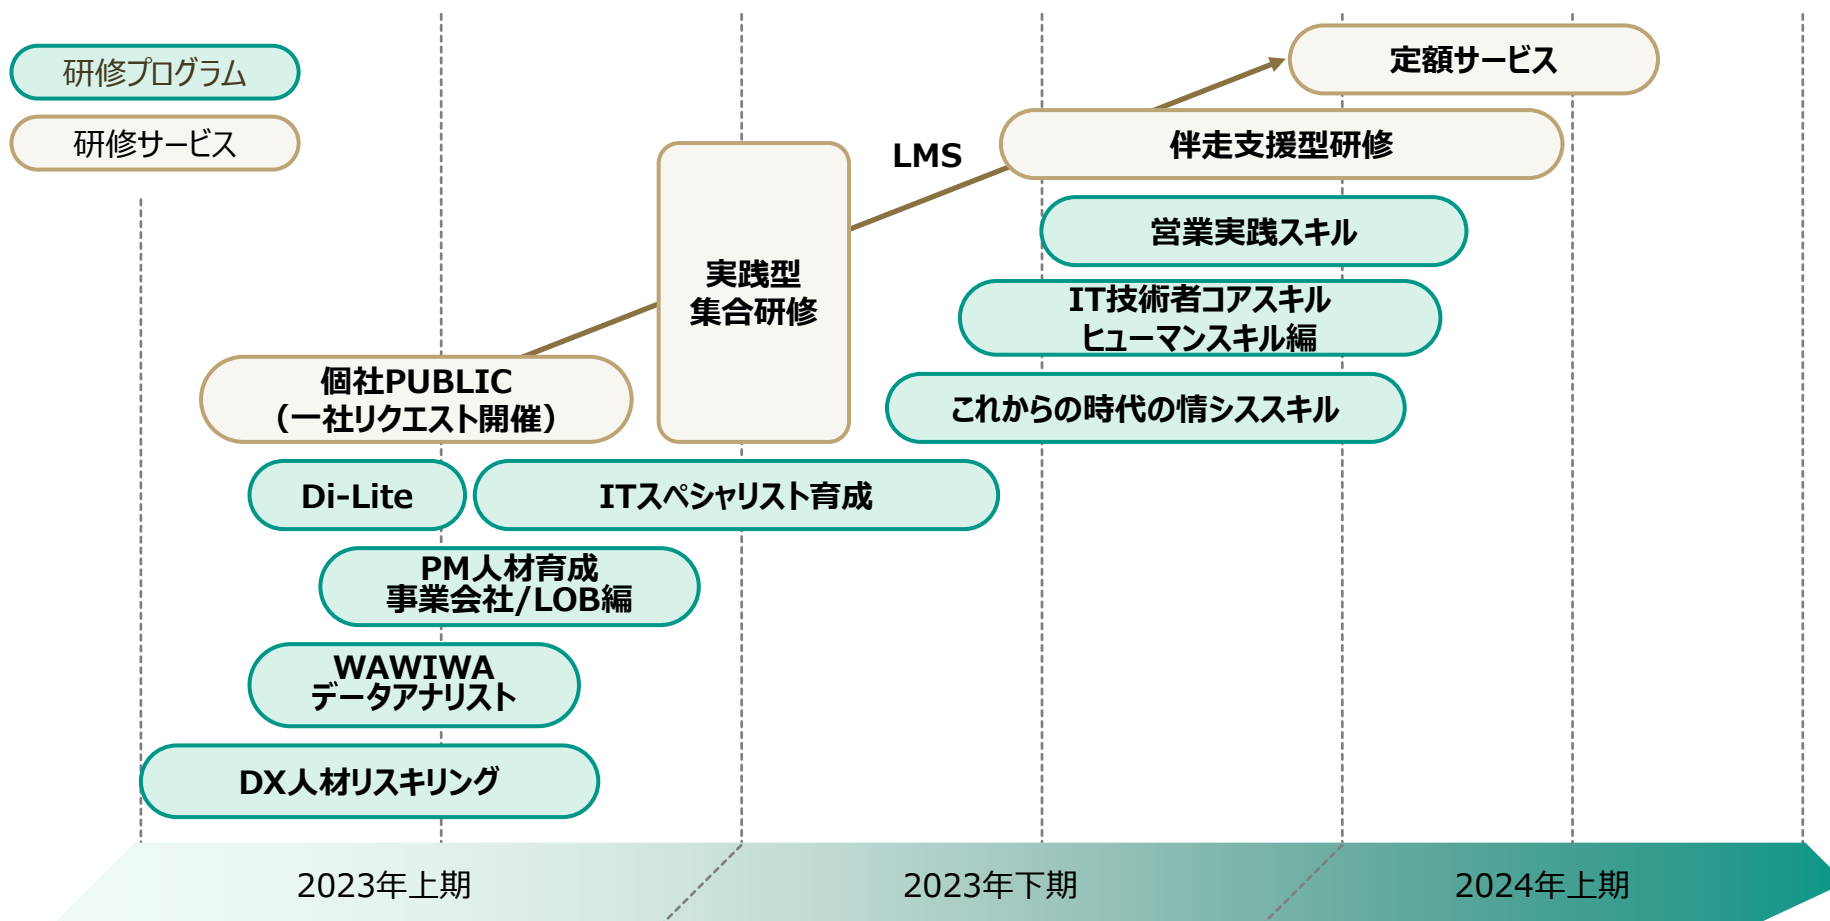 研修プログラム
研修サービス
定額サービス
伴走支援型研修
LMS
営業実践スキル
実践型
集合研修
IT技術者コアスキル
ヒューマンスキル編
個社PUBLIC
（一社リクエスト開催）
これからの時代の情シススキル
Di-Lite
ITスペシャリスト育成
PM人材育成
事業会社/LOB編
WAWIWA
データアナリスト
DX人材リスキリング
2023年上期
2023年下期
2024年上期